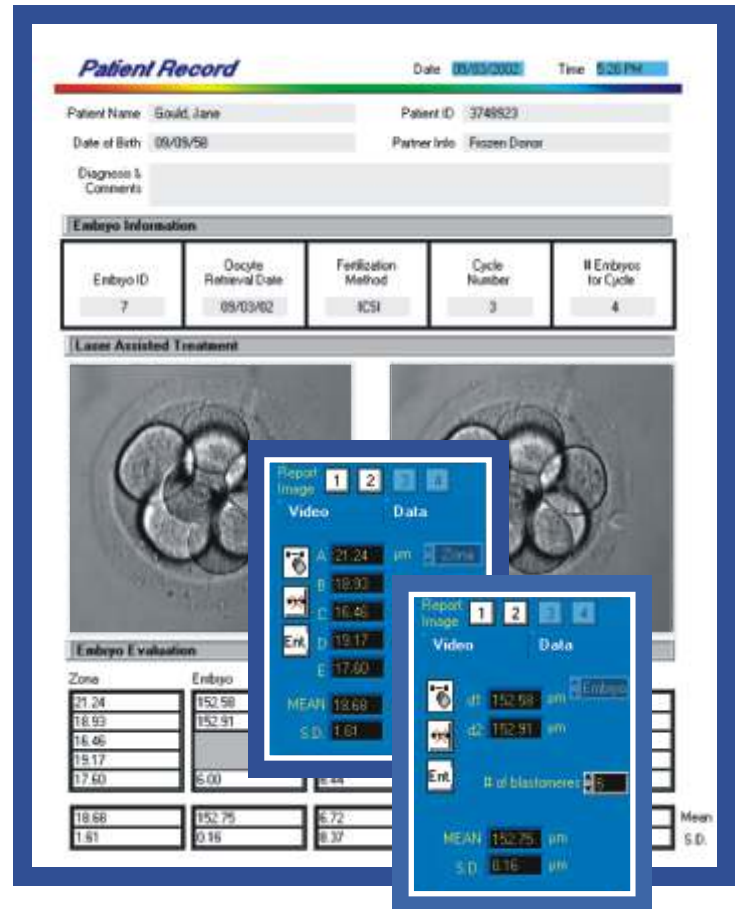 Patient Record
Date 09/03/2002 Time 5:26 PM
Patient Name Gould, Jane Patient ID 3749923
Date of Birth 09/09/58 Partner Info Frozen Donor
Diagnosis &
Comments
Embryo Information
Embryo ID
Oocyte
Retrieval Date
Fertilization
Method
Cycle
Number
# Embryos
for Cycle
7 09/03/02 ICSI 3 4
Laser Assisted Treatment
Report
Image 1 2 3 4
Video Data
A 21.24 µm Zona
B 18.93
C 16.46
Ent. D 19.17
E 17.60
MEAN 18.68
S.D. 1.61
Report
Image 1 2 3 4
Video Data
Embryo
d1: 152.58 µm
d2: 152.91 µm
Ent. # of blastomeres:
MEAN 152.75 µm
S.D. 0.16 µm
Embryo Evaluation
Zona Embryo
21.24 152.58
18.93 152.91
16.46
19.17
17.60 6.00 8.44
18.68 152.75 6.72 Mean
1.61 0.16 8.37 S.D.